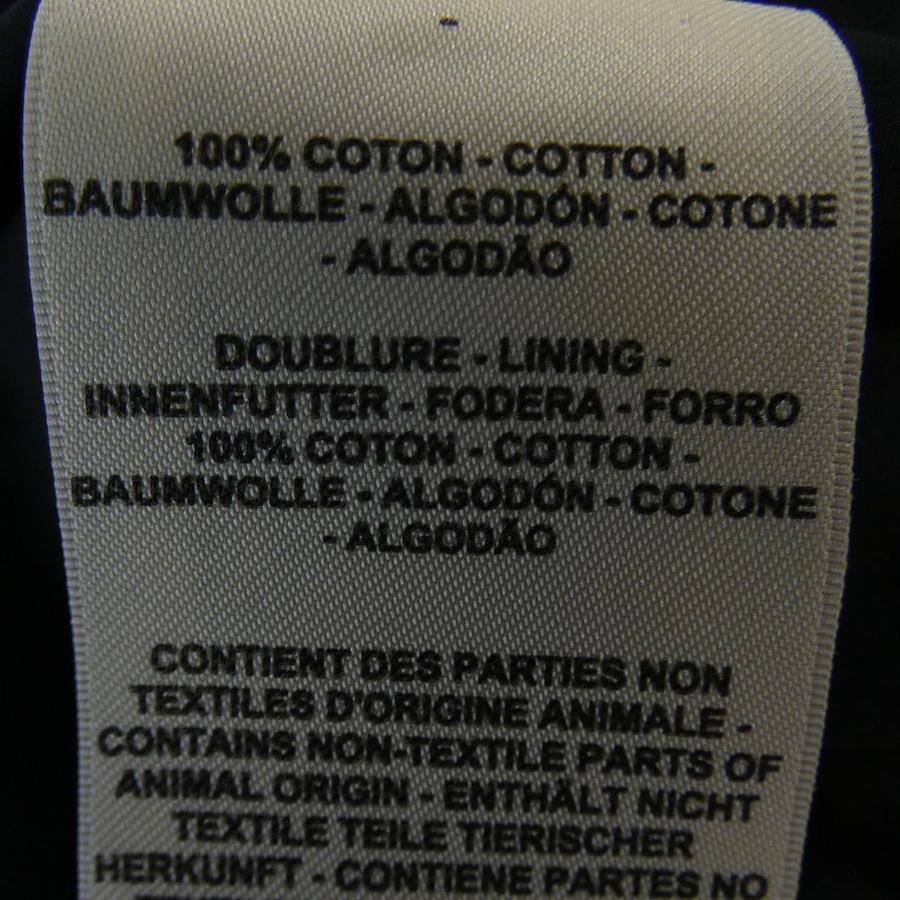 100% COTON - COTTON -
BAUMWOLLE - ALGODÓN - COTONE
- ALGODÃO
DOUBLURE - LINING -
INNENFUTTER - FODERA - FORRO
100% COTON - COTTON -
BAUMWOLLE - ALGODÓN - COTONE
- ALGODÃO
CONTIENT DES PARTIES NON
TEXTILES D'ORIGINE ANIMALE -
CONTAINS NON-TEXTILE PARTS OF
ANIMAL ORIGIN - ENTHÄLT NICHT
TEXTILE TEILE TIERISCHER
HERKUNFT - CONTIENE PARTES NO